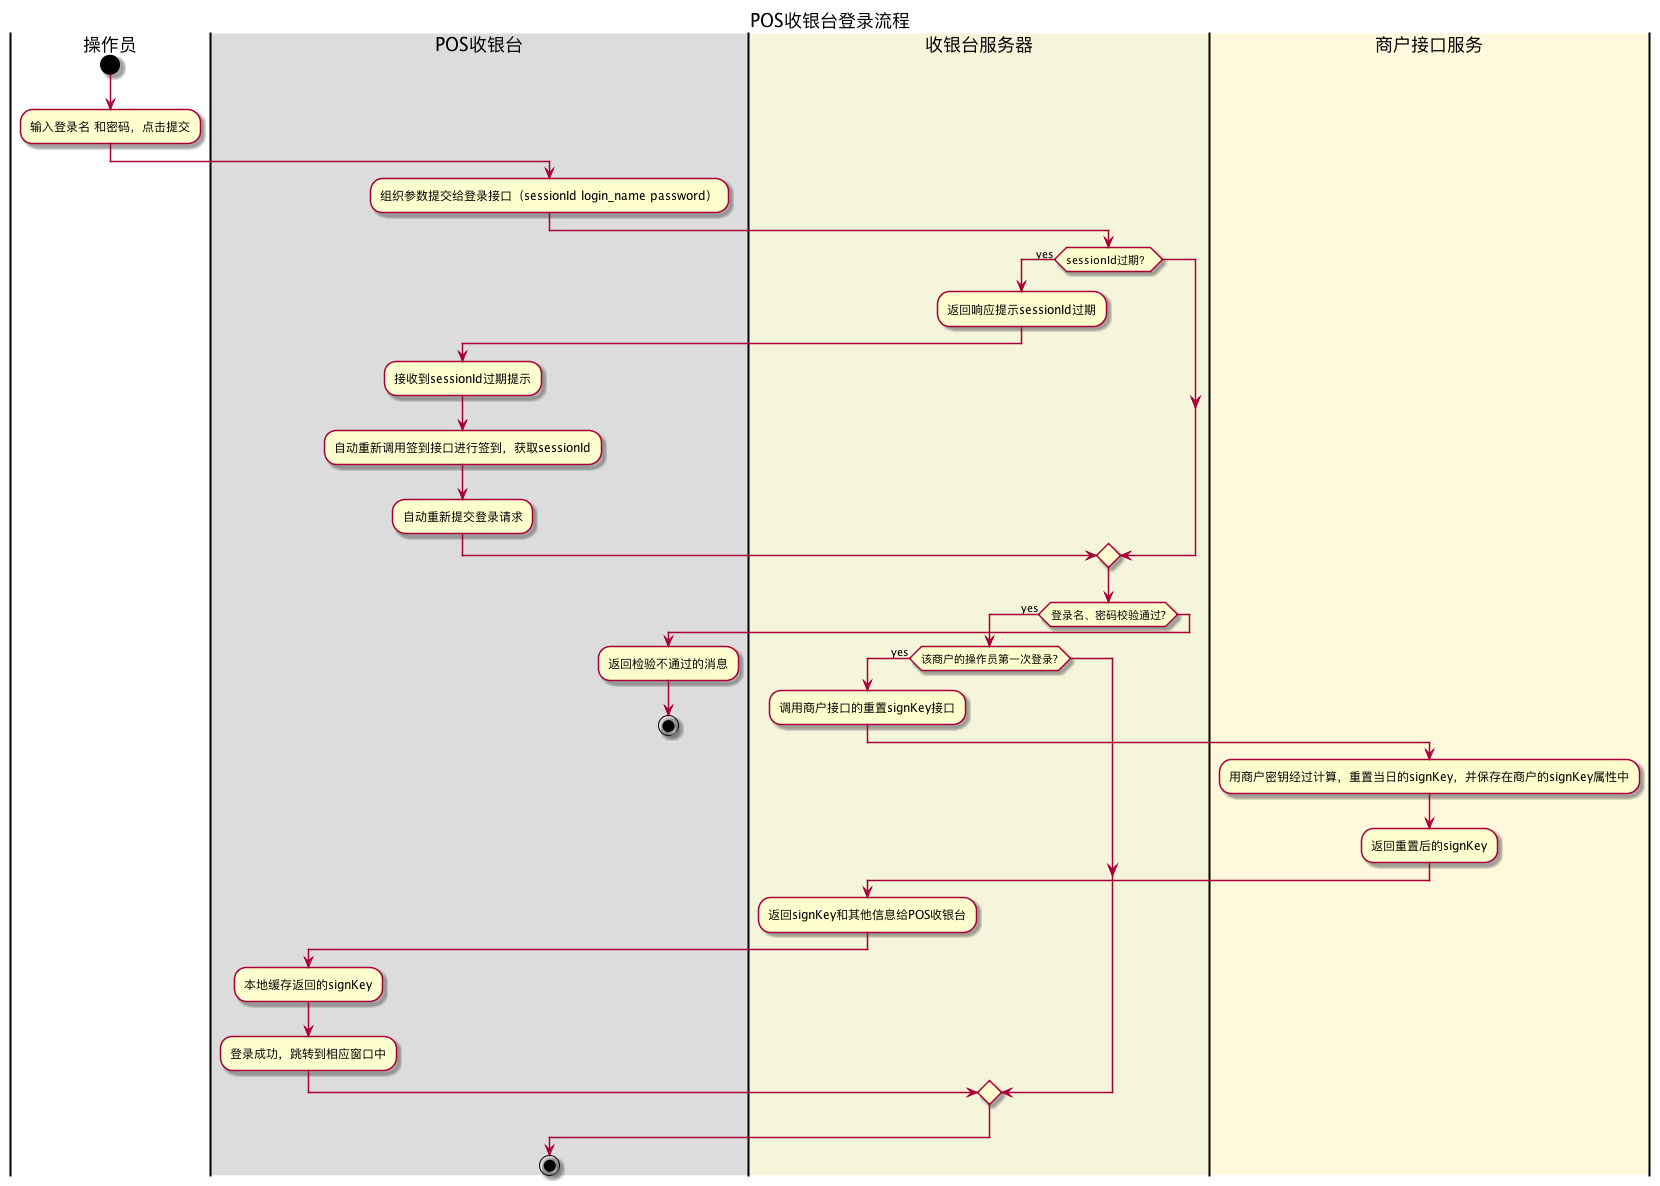 POS收银台登录流程
操作员
POS收银台
收银台服务器
商户接口服务
输入登录名 和密码，点击提交
组织参数提交给登录接口（sessionId login_name password）
yes
sessionId过期?
返回响应提示sessionId过期
接收到sessionId过期提示
自动重新调用签到接口进行签到，获取sessionId
自动重新提交登录请求
yes
登录名、密码校验通过?
返回检验不通过的消息
yes
该商户的操作员第一次登录?
调用商户接口的重置signKey接口
用商户密钥经过计算，重置当日的signKey，并保存在商户的signKey属性中
返回重置后的signKey
返回signKey和其他信息给POS收银台
本地缓存返回的signKey
登录成功，跳转到相应窗口中